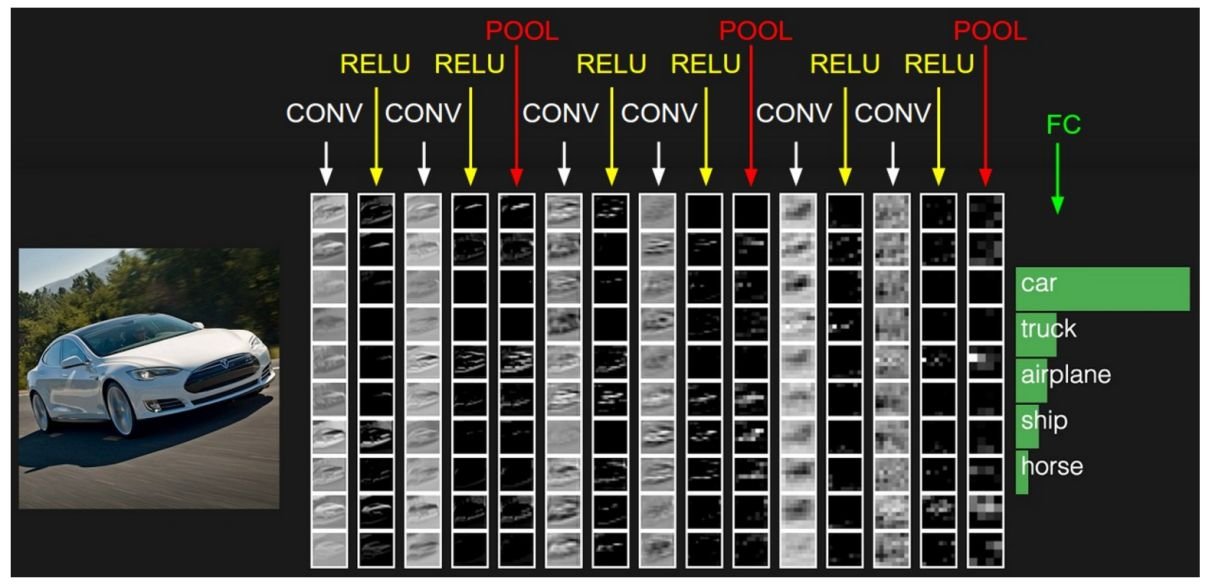 POOL POOL POOL
RELU RELU RELU RELU RELU RELU
CONV CONV CONV CONV CONV CONV
FC
car
truck
airplane
ship
horse